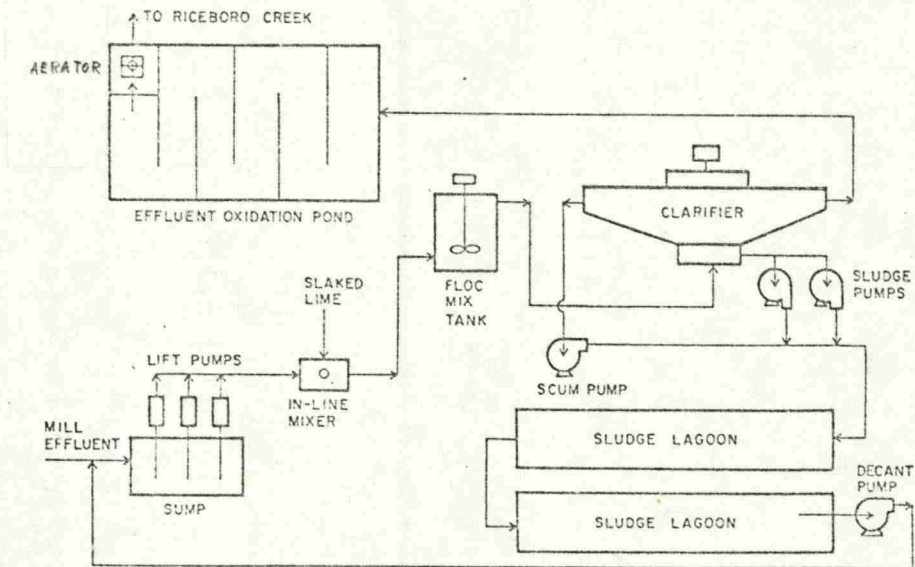 TO RICEBORO CREEK
AERATOR
EFFLUENT OXIDATION POND
CLARIFIER
SLUDGE
PUMPS
FLOC
MIX
TANK
SLAKED
LIME
LIFT PUMPS
IN-LINE
MIXER
SCUM PUMP
MILL
EFFLUENT
SUMP
SLUDGE LAGOON
DECANT
PUMP
SLUDGE LAGOON